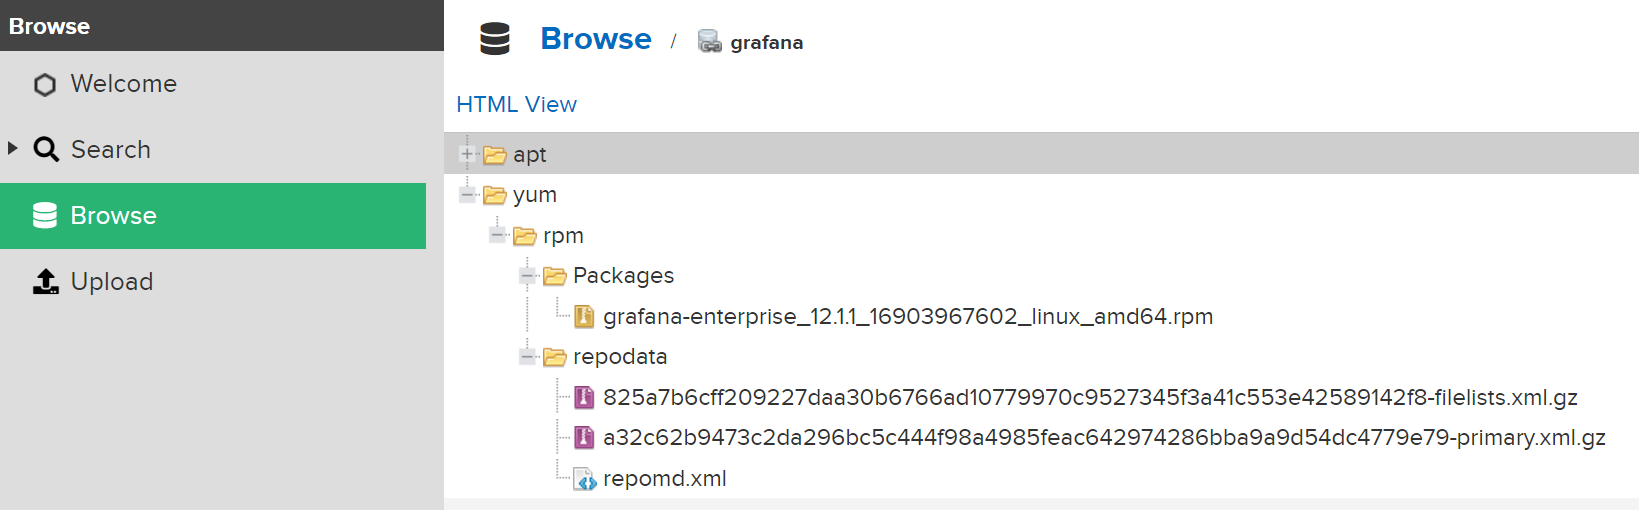 Browse
Welcome
Search
Browse
Upload
Browse / grafana
HTML View
apt
yum
rpm
Packages
grafana-enterprise_12.1.1_16903967602_linux_amd64.rpm
repodata
825a7b6cff209227daa30b6766ad10779970c9527345f3a41c553e42589142f8-filelists.xml.gz
a32c62b9473c2da296bc5c444f98a4985feac642974286bba9a9d54dc4779e79-primary.xml.gz
repomd.xml